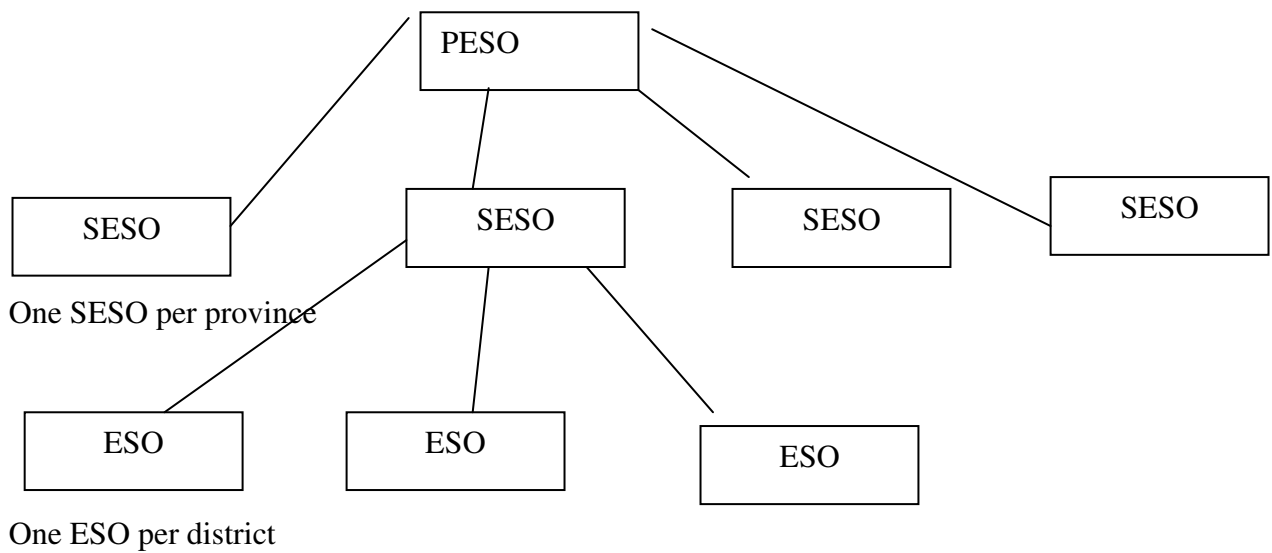 PESO
SESO
SESO
SESO
SESO
One SESO per province
ESO
ESO
ESO
One ESO per district